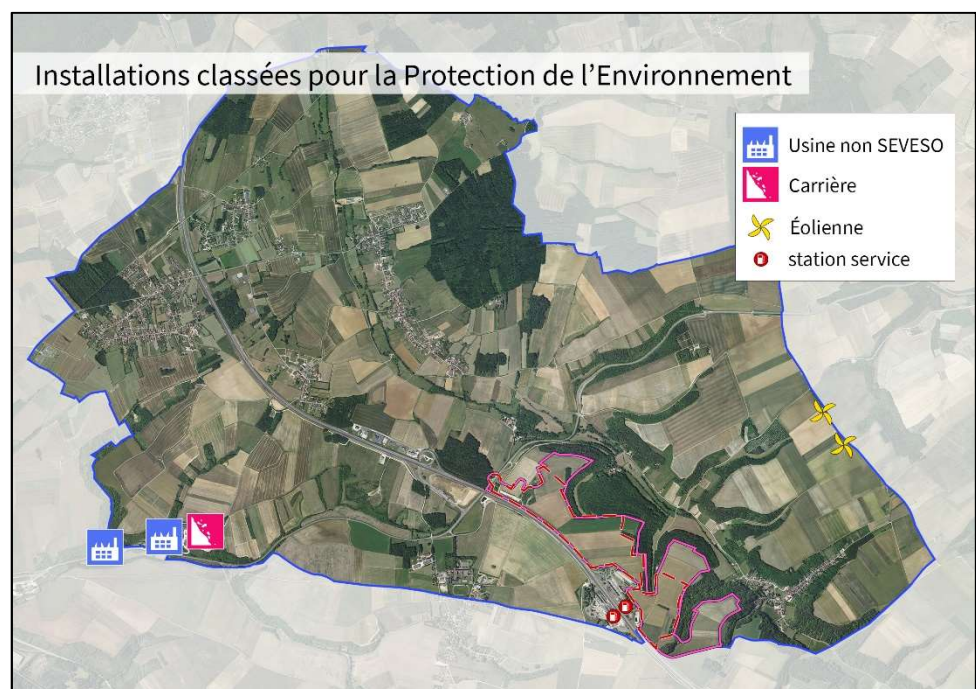 Installations classées pour la Protection de l'Environnement
Usine non SEVESO
Carrière
Éolienne
station service